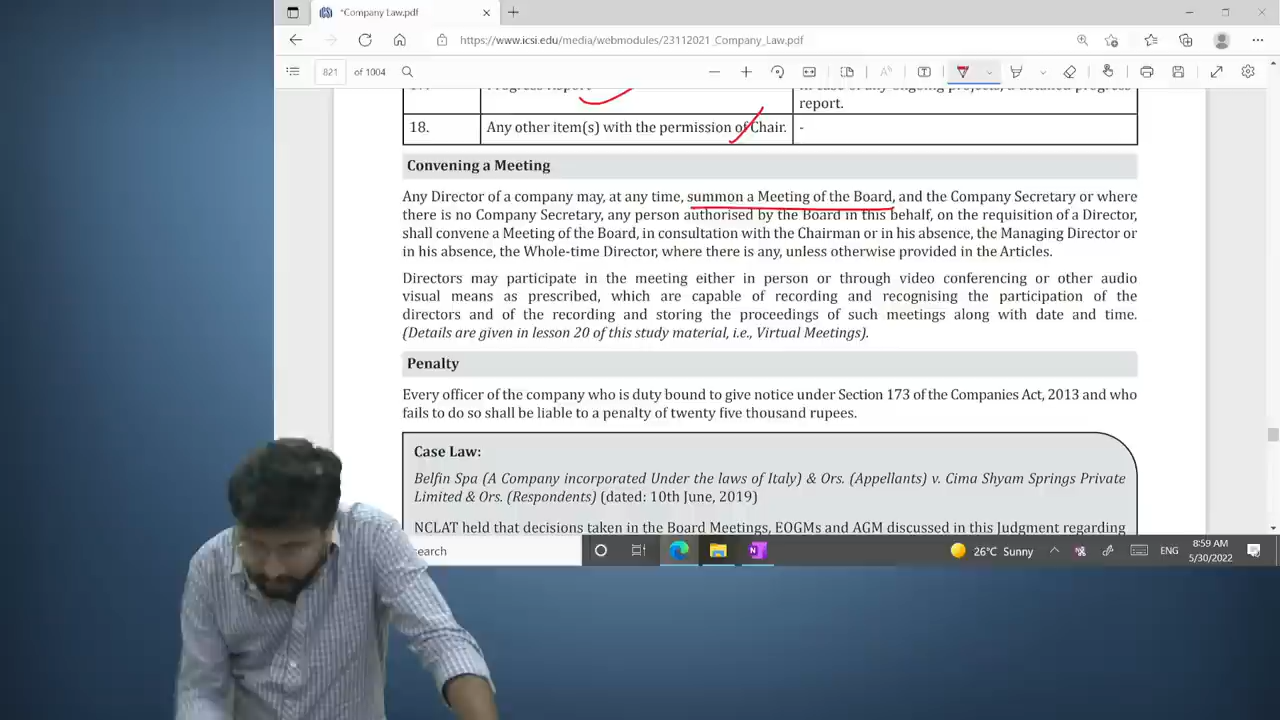 *Company Law.pdf
https://www.icsi.edu/media/webmodules/23112021_Company_Law.pdf
821 of 1004
17. Progress Report In case of any ongoing projects, a detailed progress
report.
18. Any other item(s) with the permission of Chair. -
Convening a Meeting
Any Director of a company may, at any time, summon a Meeting of the Board, and the Company Secretary or where
there is no Company Secretary, any person authorised by the Board in this behalf, on the requisition of a Director,
shall convene a Meeting of the Board, in consultation with the Chairman or in his absence, the Managing Director or
in his absence, the Whole-time Director, where there is any, unless otherwise provided in the Articles.
Directors may participate in the meeting either in person or through video conferencing or other audio
visual means as prescribed, which are capable of recording and recognising the participation of the
directors and of the recording and storing the proceedings of such meetings along with date and time.
(Details are given in lesson 20 of this study material, i.e., Virtual Meetings).
Penalty
Every officer of the company who is duty bound to give notice under Section 173 of the Companies Act, 2013 and who
fails to do so shall be liable to a penalty of twenty five thousand rupees.
Case Law:
Belfin Spa (A Company incorporated Under the laws of Italy) & Ors. (Appellants) v. Cima Shyam Springs Private
Limited & Ors. (Respondents) (dated: 10th June, 2019)
NCLAT held that decisions taken in the Board Meetings, EOGMs and AGM discussed in this Judgment regarding
earch
26°C Sunny
ENG
8:59 AM
5/30/2022